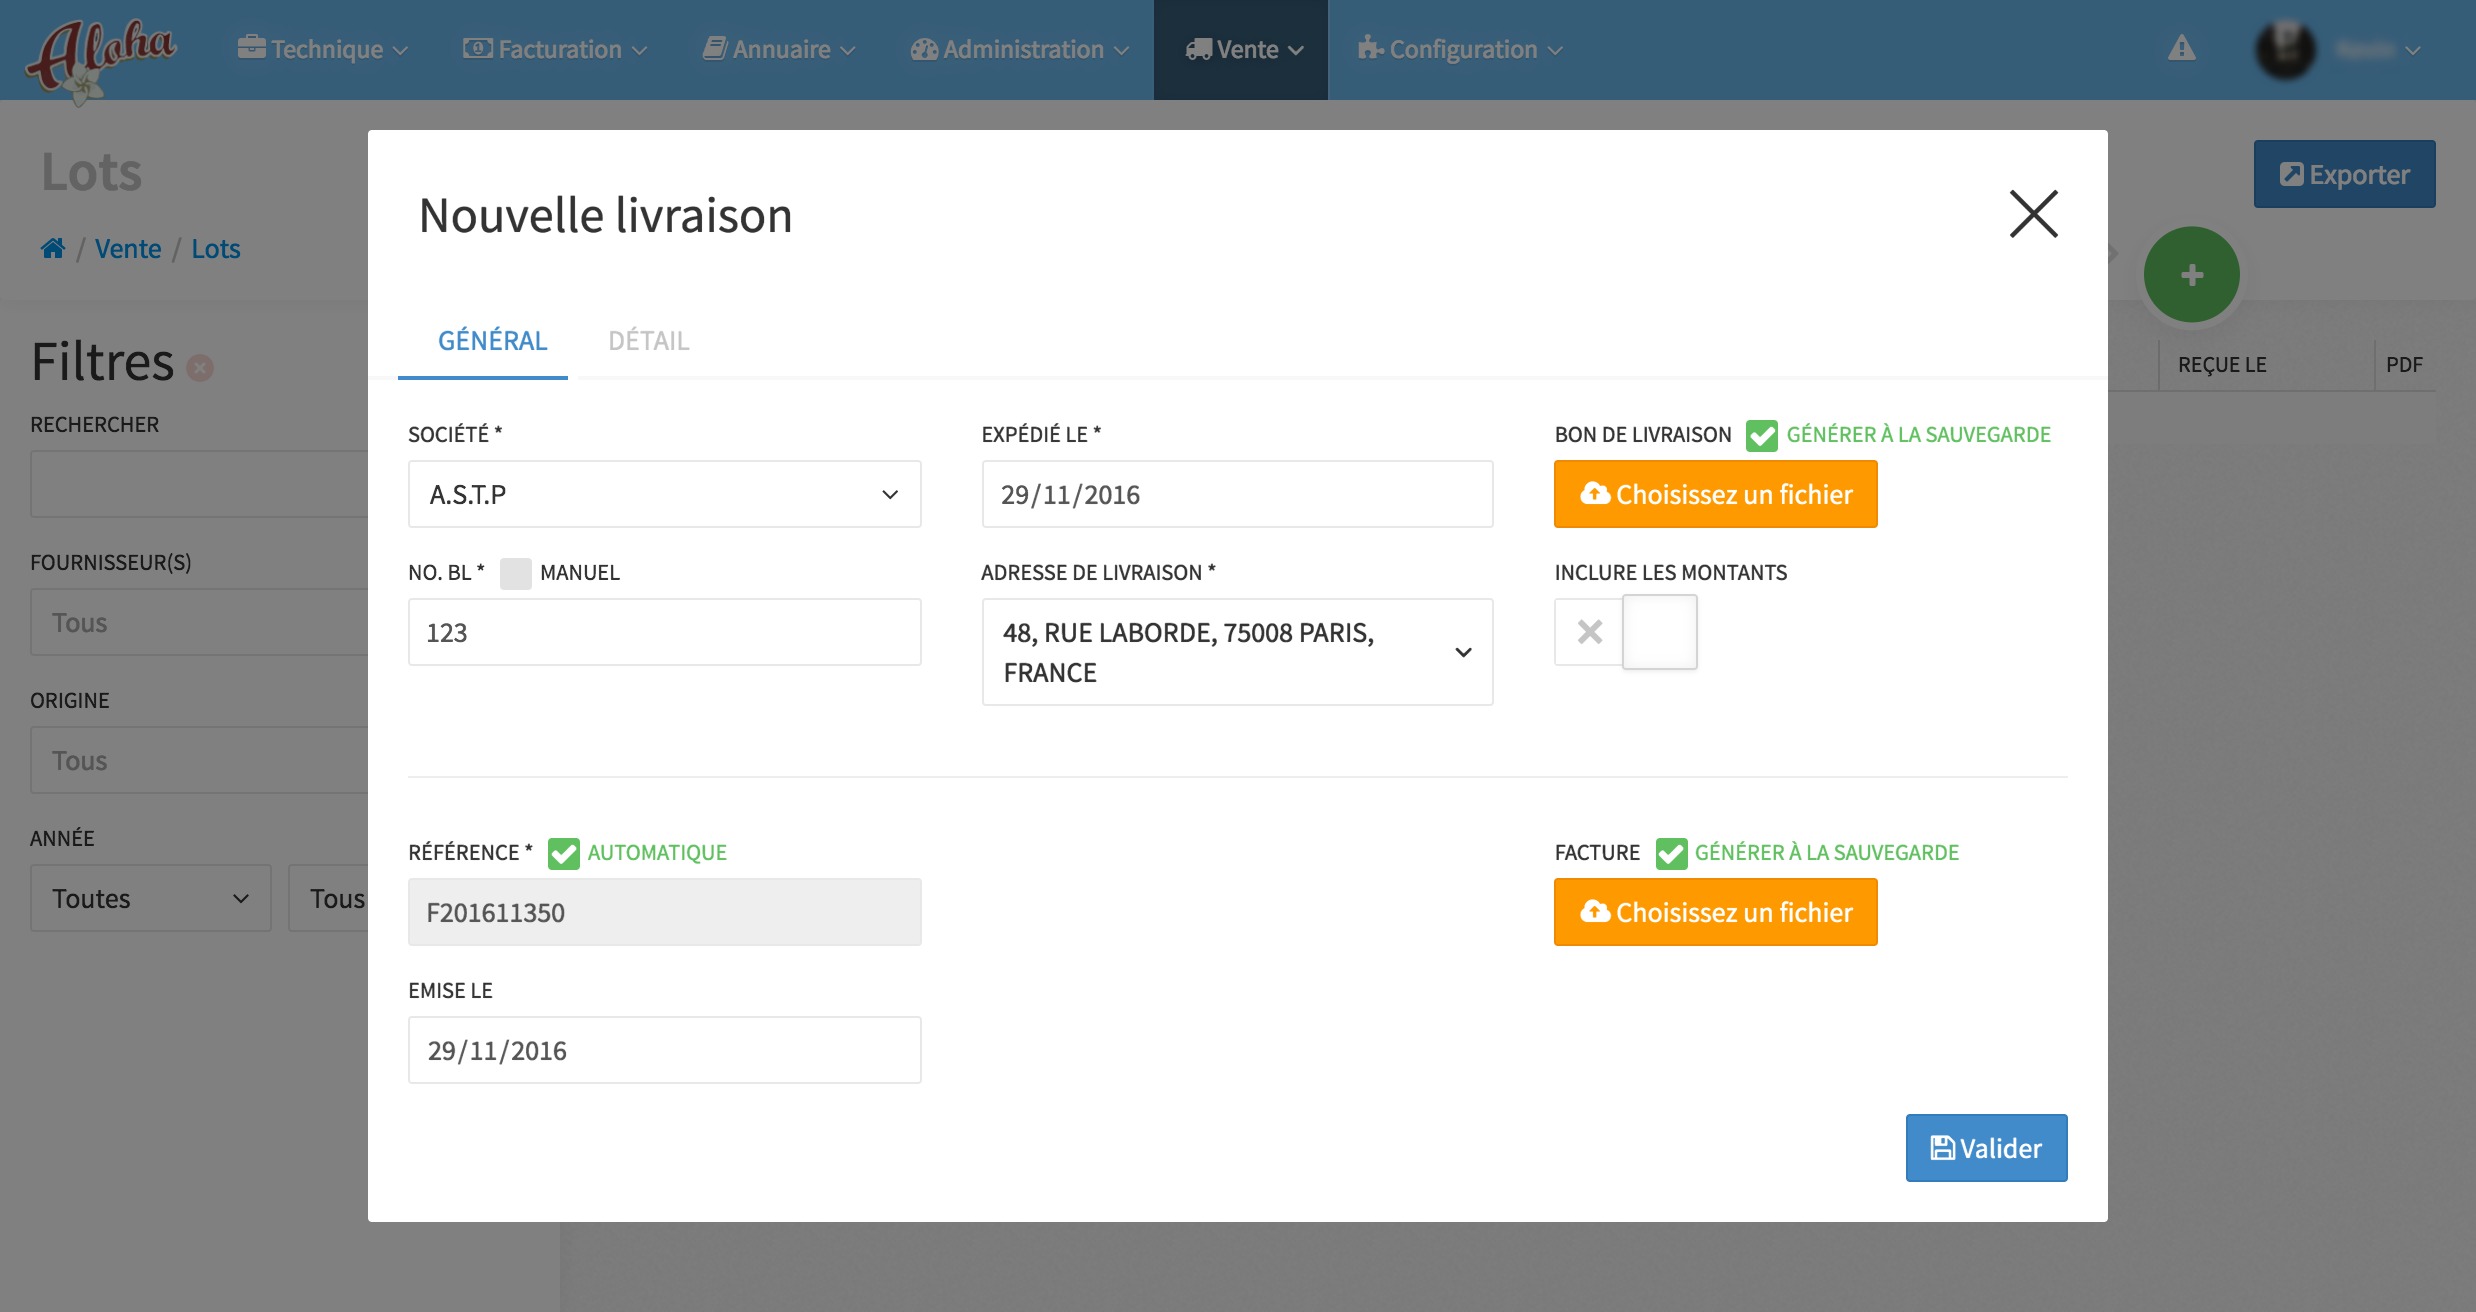 Aloha
Technique
Facturation
Annuaire
Administration
Vente
Configuration
Lots
/ Vente / Lots
Exporter
Filtres
RECHERCHER
FOURNISSEUR(S)
Tous
ORIGINE
Tous
ANNÉE
Toutes
Tous
REÇUE LE
PDF
Nouvelle livraison
GÉNÉRAL
DÉTAIL
SOCIÉTÉ *
A.S.T.P
EXPÉDIÉ LE *
29/11/2016
BON DE LIVRAISON GÉNÉRER À LA SAUVEGARDE
Choisissez un fichier
NO. BL * MANUEL
123
ADRESSE DE LIVRAISON *
48, RUE LABORDE, 75008 PARIS,
FRANCE
INCLURE LES MONTANTS
RÉFÉRENCE * AUTOMATIQUE
F201611350
FACTURE GÉNÉRER À LA SAUVEGARDE
Choisissez un fichier
EMISE LE
29/11/2016
Valider